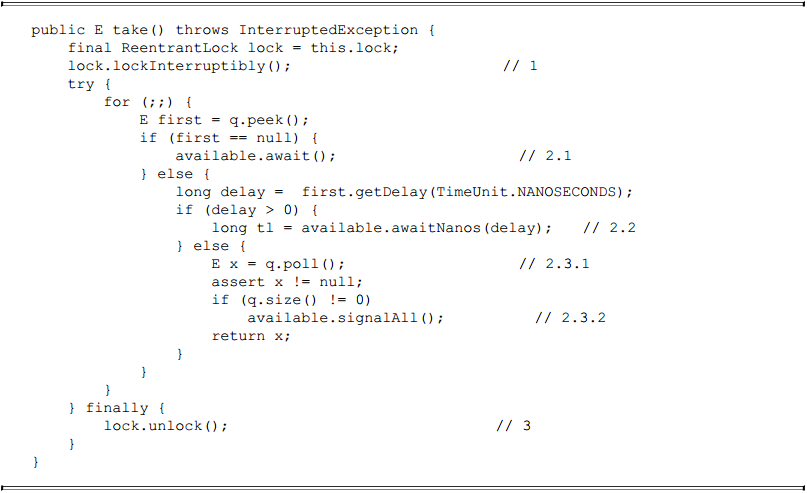 public E take() throws InterruptedException {
    final ReentrantLock lock = this.lock;
    lock.lockInterruptibly();                        // 1
    try {
        for (;;) {
            E first = q.peek();
            if (first == null) {
                available.await();                     // 2.1
            } else {
                long delay =  first.getDelay(TimeUnit.NANOSECONDS);
                if (delay > 0) {
                    long tl = available.awaitNanos(delay);    // 2.2
                } else {
                    E x = q.poll();                    // 2.3.1
                    assert x != null;
                    if (q.size() != 0)
                        available.signalAll();           // 2.3.2
                    return x;
                }
            }
        }
    } finally {
        lock.unlock();                              // 3
    }
}